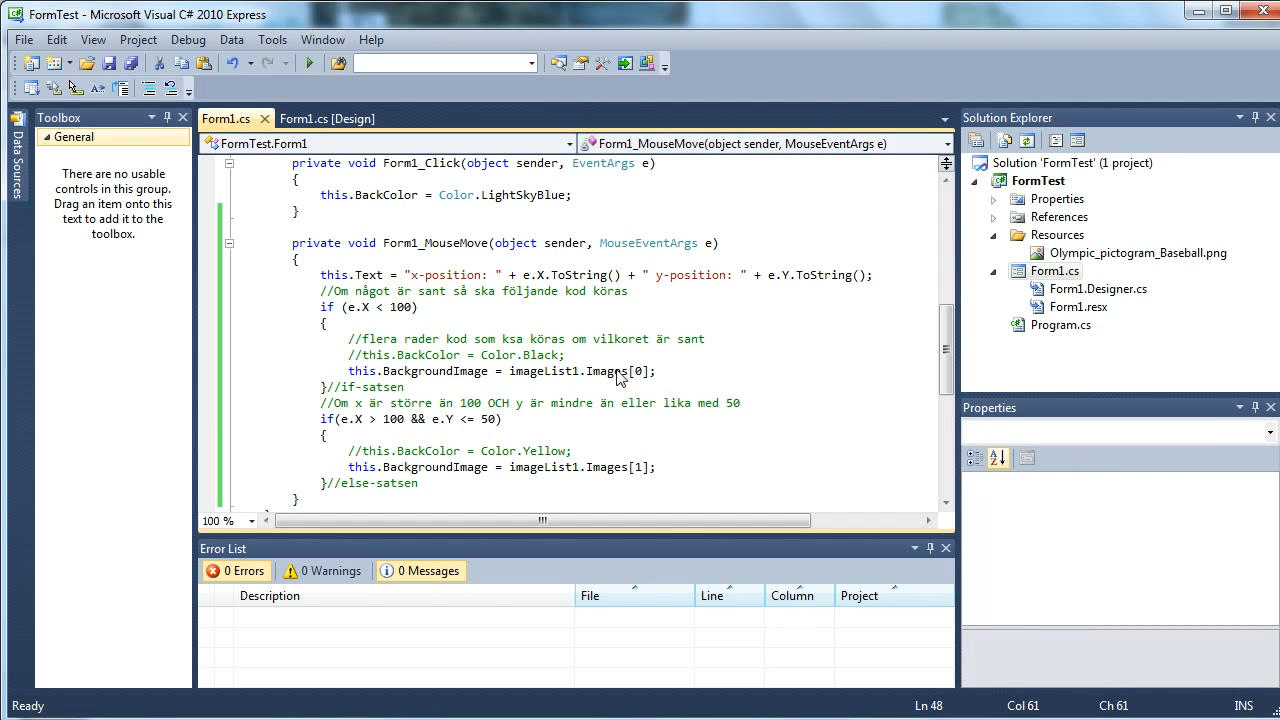 FormTest - Microsoft Visual C# 2010 Express
File Edit View Project Debug Data Tools Window Help
Toolbox
General
There are no usable
controls in this group.
Drag an item onto this
text to add it to the
toolbox.
Data Sources
Form1.cs
Form1.cs [Design]
FormTest.Form1
Form1_MouseMove(object sender, MouseEventArgs e)
private void Form1_Click(object sender, EventArgs e)
{
this.BackColor = Color.LightSkyBlue;
}
private void Form1_MouseMove(object sender, MouseEventArgs e)
{
this.Text = "x-position: " + e.X.ToString() + " y-position: " + e.Y.ToString();
//Om något är sant så ska följande kod köras
if (e.X < 100)
{
//flera rader kod som ksa köras om vilkoret är sant
//this.BackColor = Color.Black;
this.BackgroundImage = imageList1.Images[0];
}//if-satsen
//Om x är större än 100 OCH y är mindre än eller lika med 50
if(e.X > 100 && e.Y <= 50)
{
//this.BackColor = Color.Yellow;
this.BackgroundImage = imageList1.Images[1];
}//else-satsen
}
100 %
Error List
0 Errors 0 Warnings 0 Messages
Description File Line Column Project
Solution Explorer
Solution 'FormTest' (1 project)
FormTest
Properties
References
Resources
Olympic_pictogram_Baseball.png
Form1.cs
Form1.Designer.cs
Form1.resx
Program.cs
Properties
Ready Ln 48 Col 61 Ch 61 INS